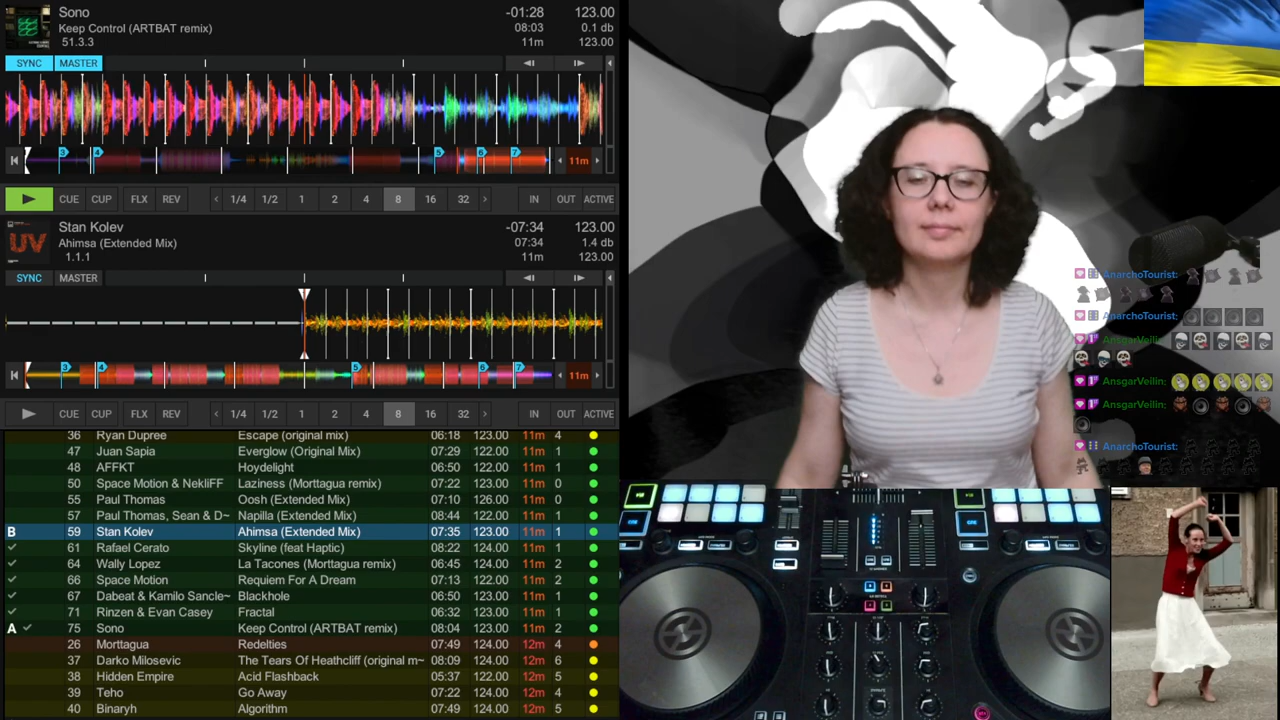 Sono
-01:28
123.00
Keep Control (ARTBAT remix)
08:03
0.1 db
51.3.3
11m
123.00
SYNC MASTER
3 4 5 6 7
11m
CUE CUP FLX REV 1/4 1/2 1 2 4 8 16 32 IN OUT ACTIVE
Stan Kolev
-07:34
123.00
UV
Ahimsa (Extended Mix)
07:34
1.4 db
1.1.1
11m
123.00
SYNC MASTER
3 4 5 6 7
11m
CUE CUP FLX REV 1/4 1/2 1 2 4 8 16 32 IN OUT ACTIVE
36 Ryan Dupree Escape (original mix) 06:18 123.00 11m 4
47 Juan Sapia Everglow (Original Mix) 07:29 122.00 11m 1
48 AFFKT Hoydelight 06:50 122.00 11m 1
50 Space Motion & NekliFF Laziness (Morttagua remix) 07:22 123.00 11m 0
55 Paul Thomas Oosh (Extended Mix) 07:10 126.00 11m 0
57 Paul Thomas, Sean & D~ Napilla (Extended Mix) 08:44 122.00 11m 1
B 59 Stan Kolev Ahimsa (Extended Mix) 07:35 123.00 11m 1
61 Rafael Cerato Skyline (feat Haptic) 08:22 124.00 11m 1
64 Wally Lopez La Tacones (Morttagua remix) 06:45 124.00 11m 2
66 Space Motion Requiem For A Dream 07:13 122.00 11m 2
67 Dabeat & Kamilo Sancle~ Blackhole 06:50 123.00 11m 1
71 Rinzen & Evan Casey Fractal 06:32 123.00 11m 1
A 75 Sono Keep Control (ARTBAT remix) 08:04 123.00 11m 2
26 Morttagua Redelties 07:49 124.00 12m 4
37 Darko Milosevic The Tears Of Heathcliff (original m~ 08:09 124.00 12m 6
38 Hidden Empire Acid Flashback 05:37 122.00 12m 5
39 Teho Go Away 07:22 124.00 12m 4
40 Binaryh Algorithm 07:49 124.00 12m 5
AnarchoTourist:
AnarchoTourist:
AnsgarVeilin:
AnsgarVeilin:
AnsgarVeilin:
AnarchoTourist: